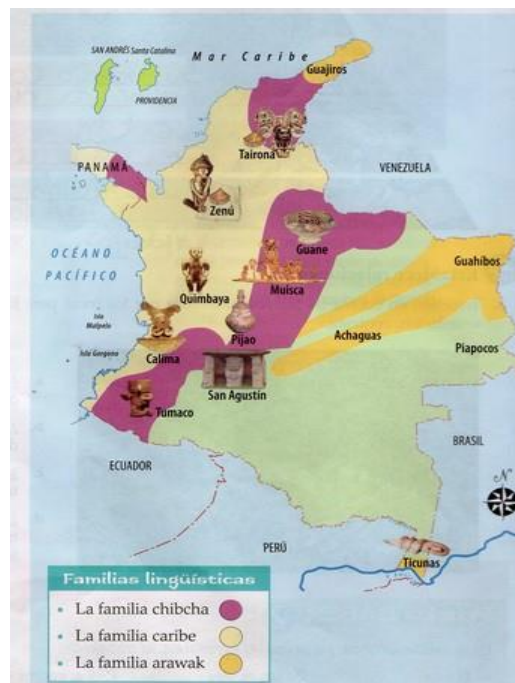 SAN ANDRÉS Santa Catalina
Mar Caribe
Guajiros
PROVIDENCIA
Tairona
PANAMÁ
VENEZUELA
Zenú
Guane
OCÉANO
PACÍFICO
Guahibos
Muisca
Quimbaya
Isla
Malpelo
Pijao
Achaguas
Isla Gorgona
Calima
Piapocos
San Agustín
Tumaco
BRASIL
ECUADOR
N
PERÚ
Ticunas
Familias lingüísticas
• La familia chibcha
• La familia caribe
• La familia arawak